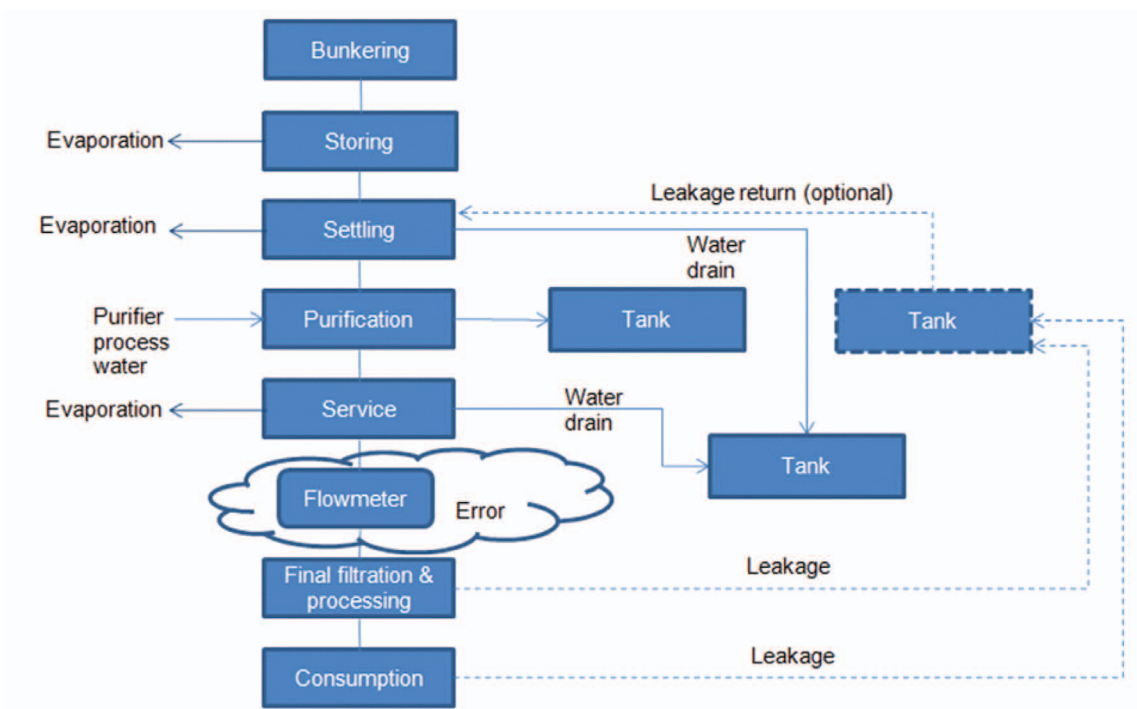 Bunkering
Evaporation
Storing
Leakage return (optional)
Evaporation
Settling
Water
drain
Purifier
process
water
Purification
Tank
Tank
Evaporation
Service
Water
drain
Tank
Flowmeter
Error
Final filtration &
processing
Leakage
Consumption
Leakage